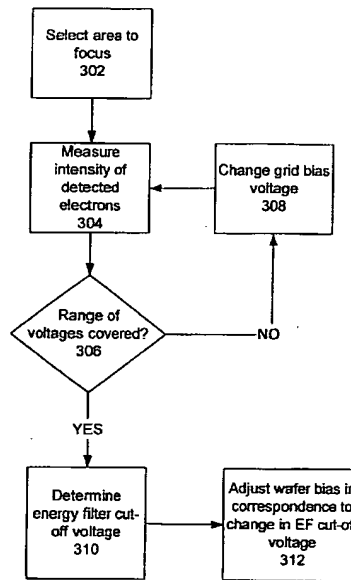 Select area to
focus
302
Measure
intensity of
detected
electrons
304
Change grid bias
voltage
308
Range of
voltages covered?
306
NO
YES
Determine
energy filter cut-
off voltage
310
Adjust wafer bias in
correspondence to
change in EF cut-off
voltage
312